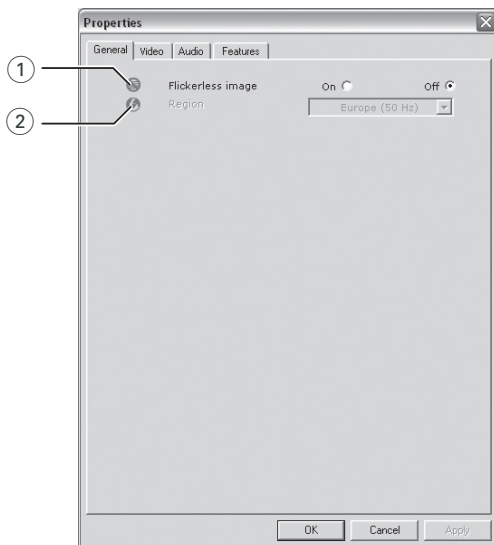 Properties
General Video Audio Features
1 Flickerless image On Off
2 Region Europe (50 Hz)
OK Cancel Apply